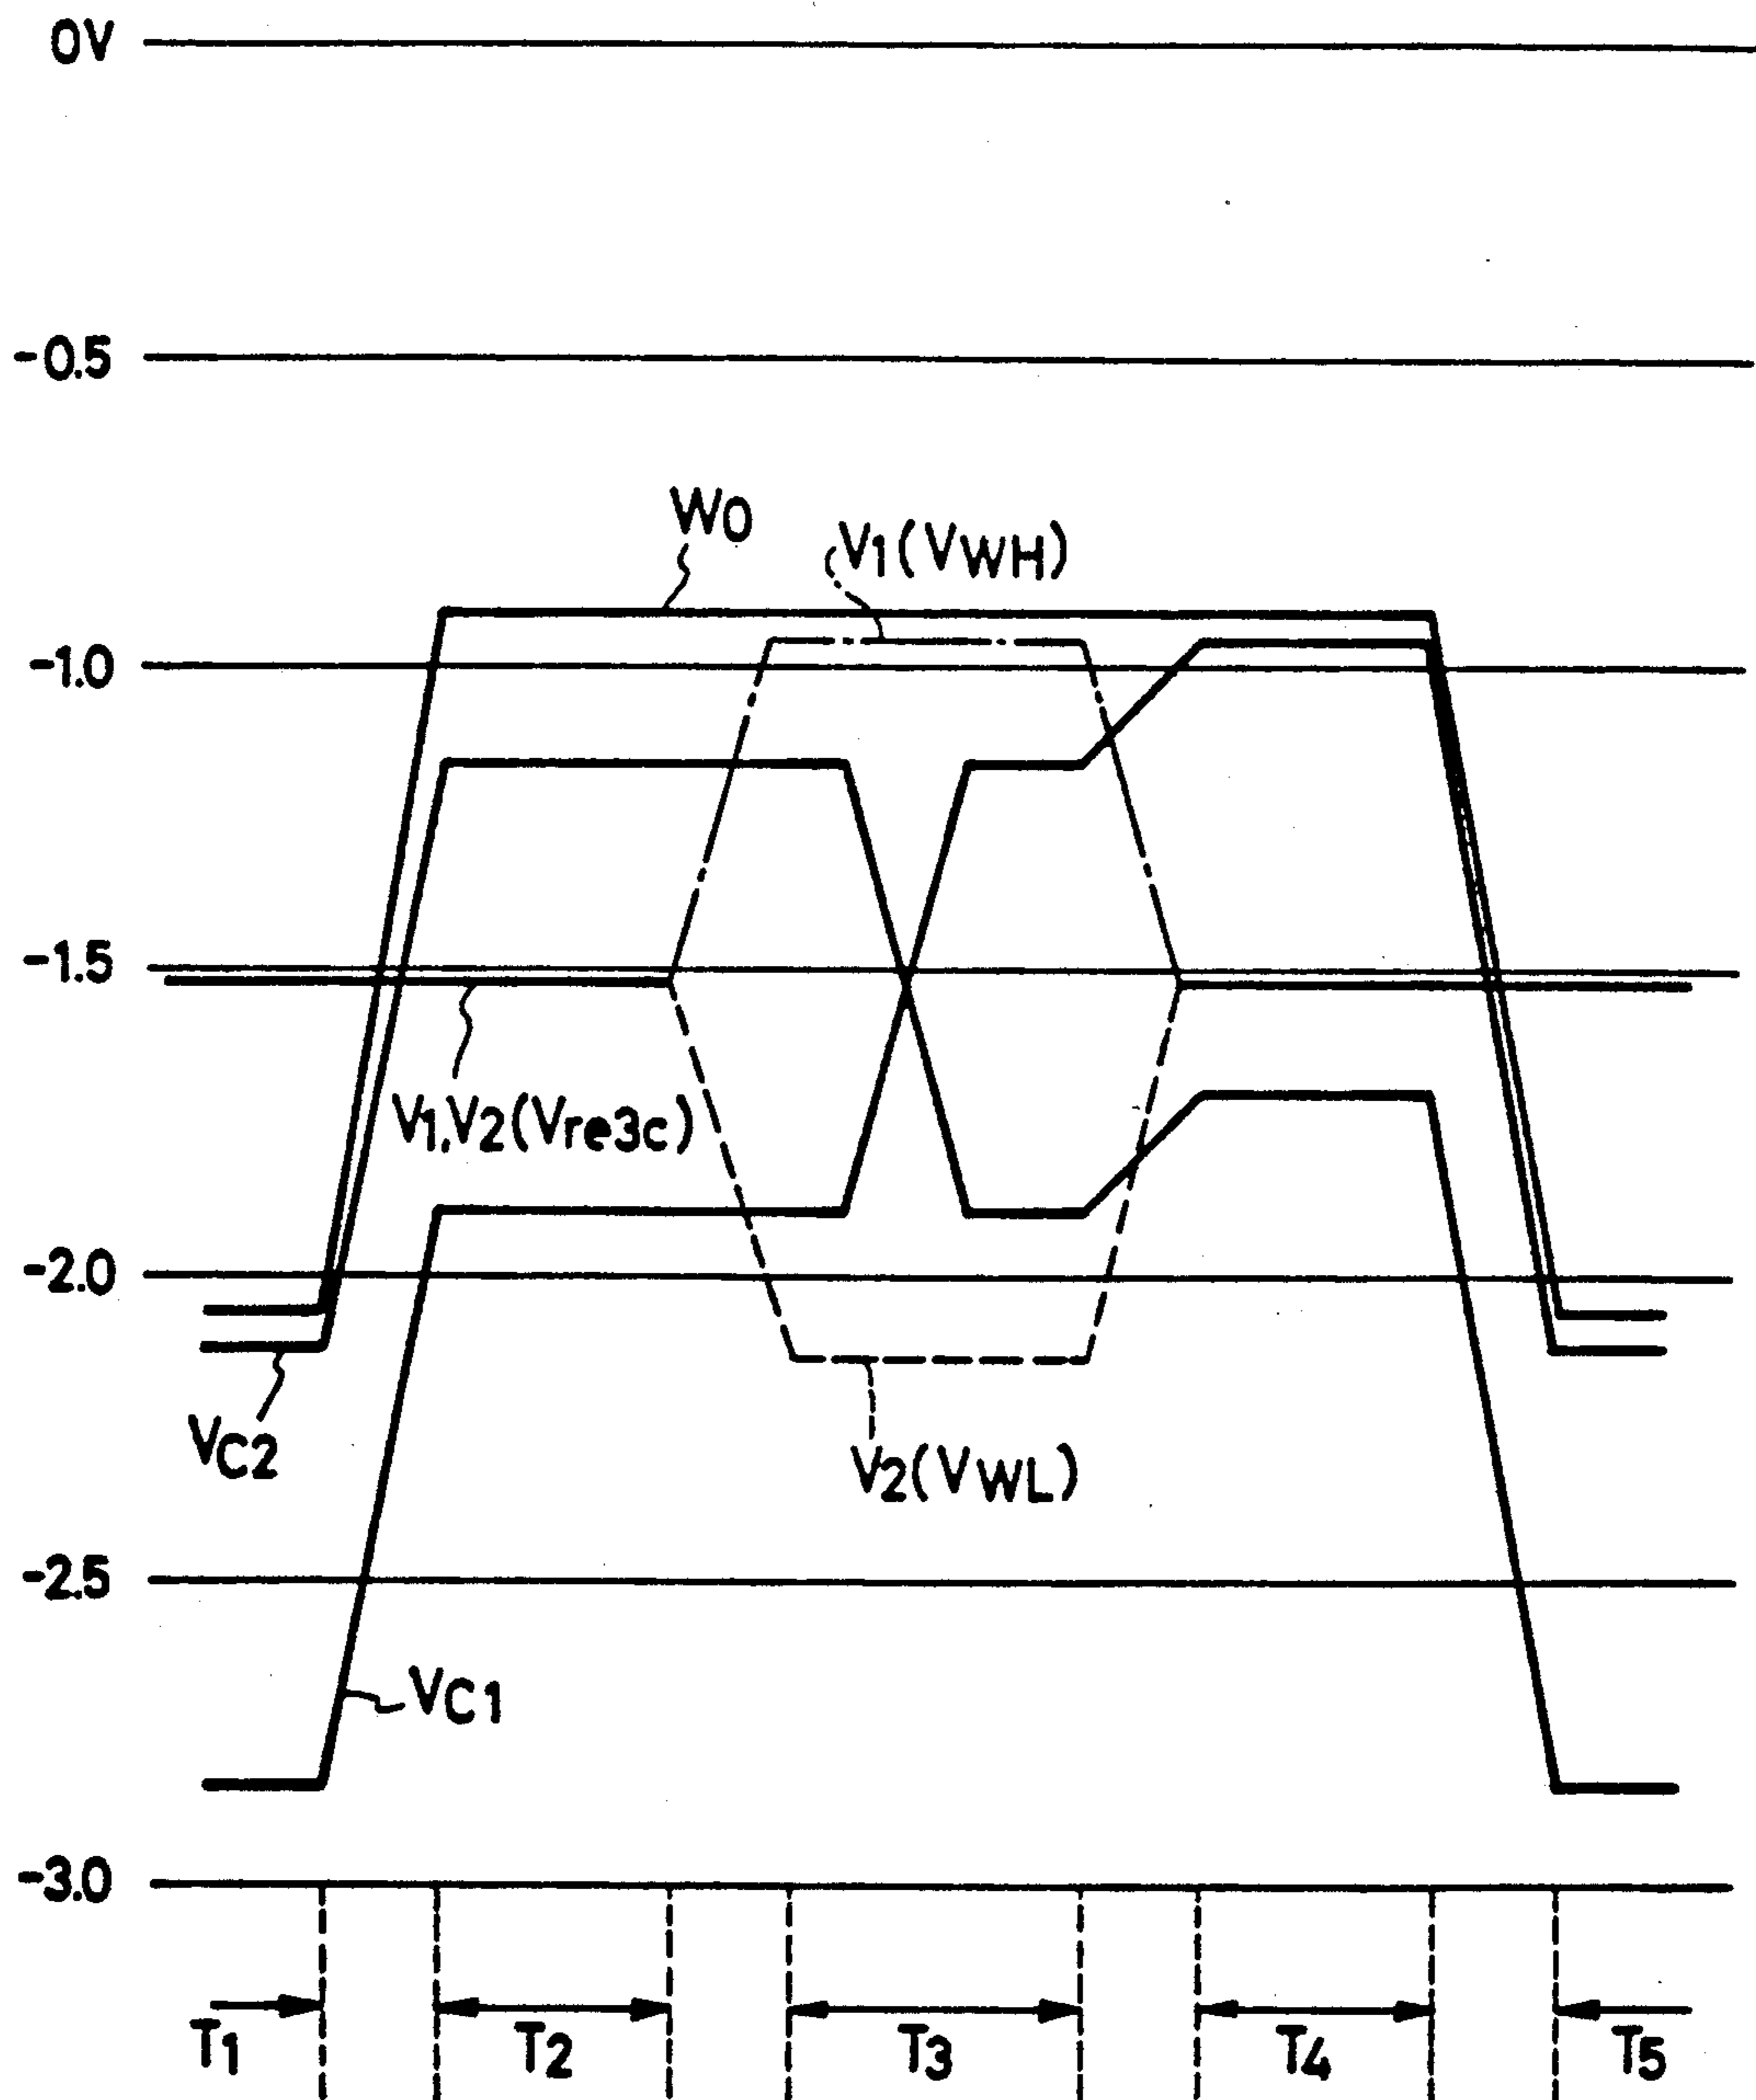 0V
-0.5
W0
V1(VWH)
-1.0
-1.5
V1,V2(Vre3c)
-2.0
VC2
V2(VWL)
-2.5
VC1
-3.0
T1 T2 T3 T4 T5